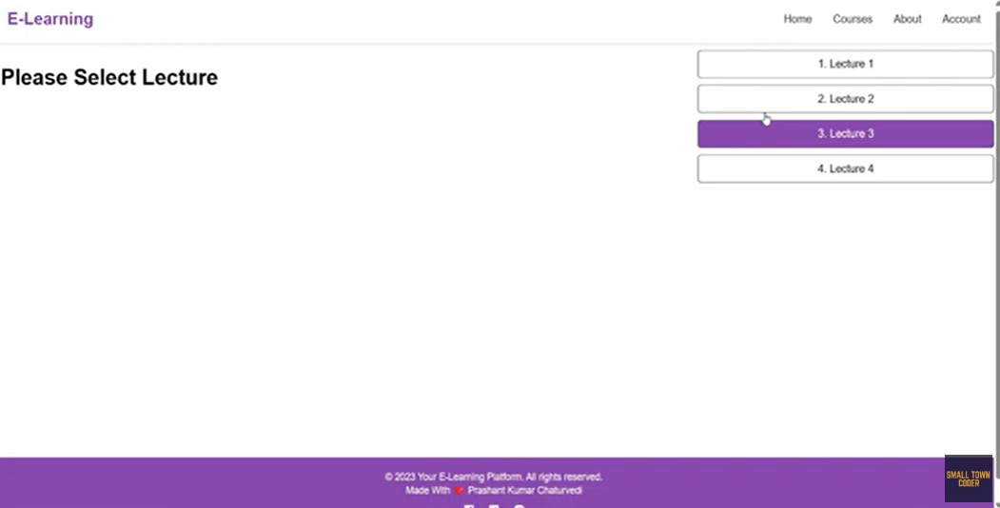 E-Learning
Home Courses About Account
Please Select Lecture
1. Lecture 1
2. Lecture 2
3. Lecture 3
4. Lecture 4
© 2023 Your E-Learning Platform. All rights reserved.
Made With ❤️ Prashant Kumar Chaturvedi
SMALL TOWN
CODER